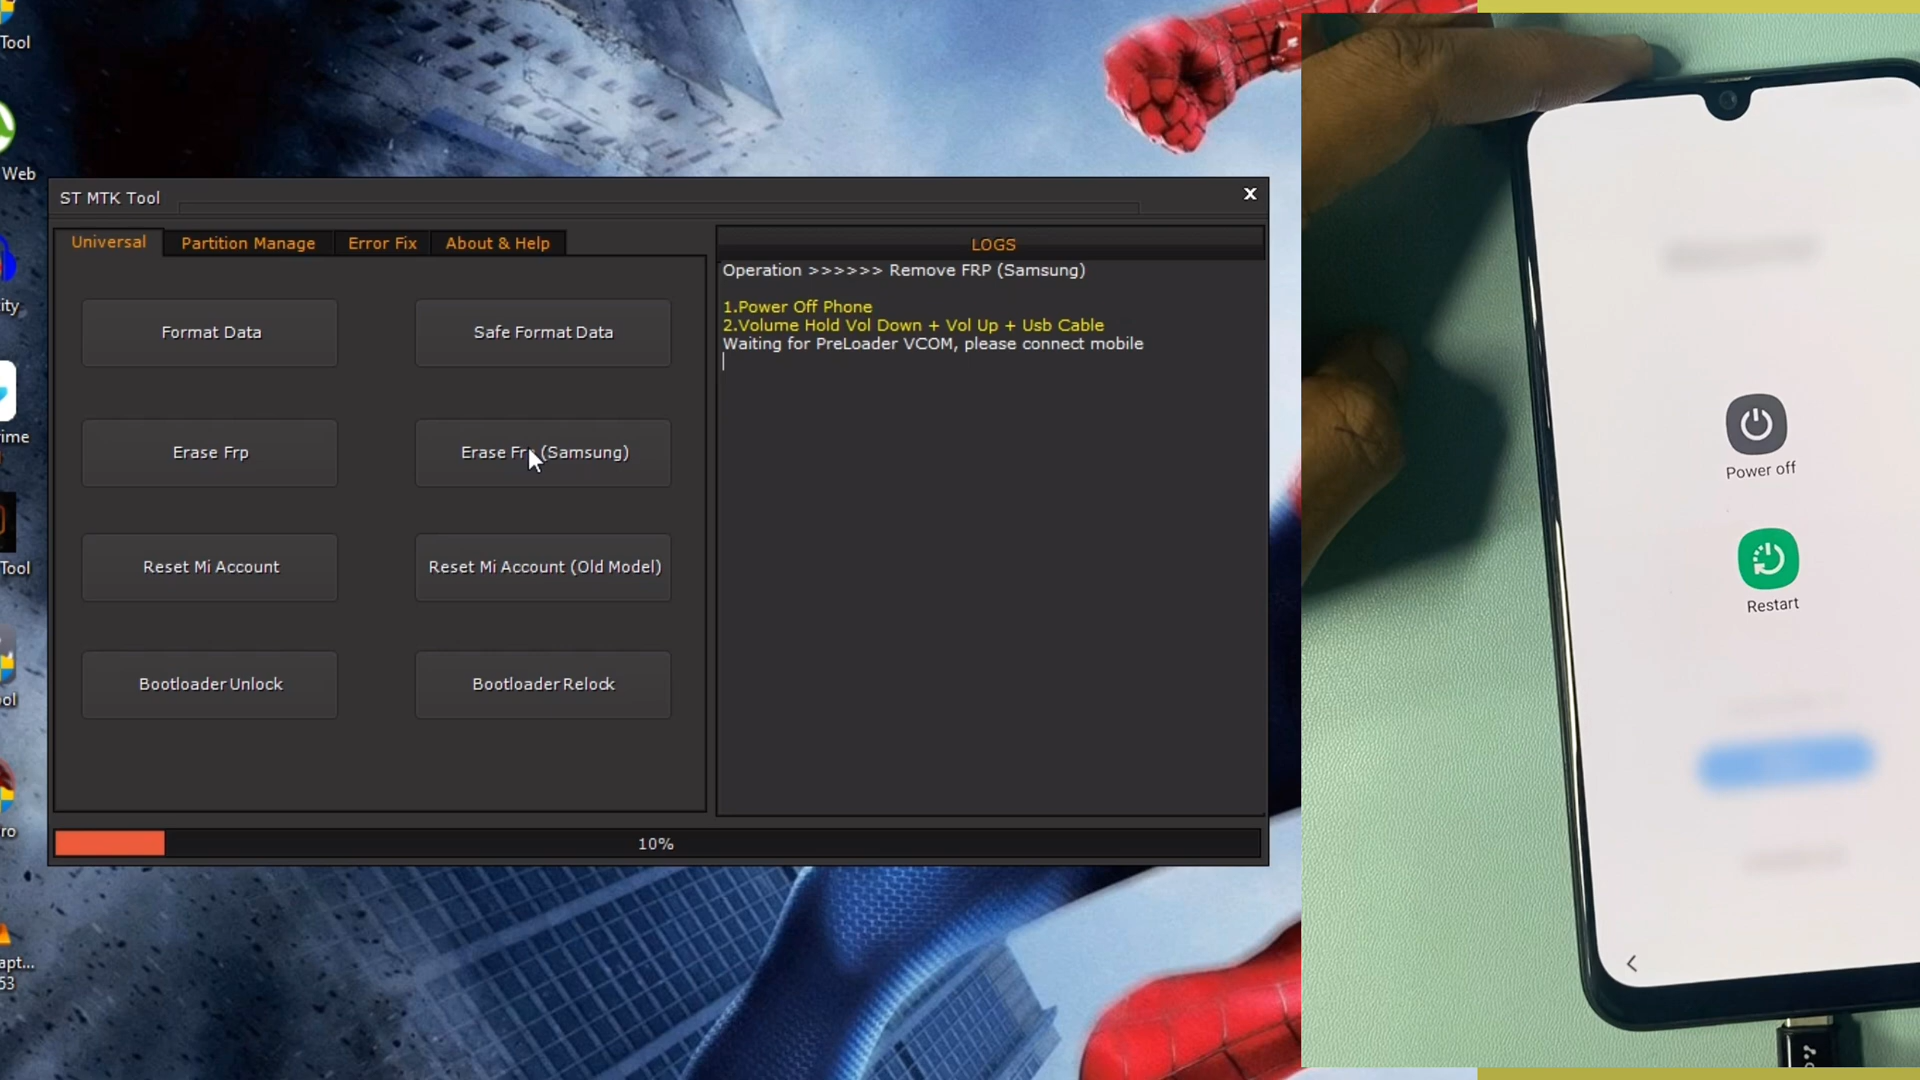 Tool
Web
ity
ime
Tool
ol
ro
apt...
53
ST MTK Tool
x
Universal
Partition Manage
Error Fix
About & Help
Format Data
Safe Format Data
Erase Frp
Erase Frp (Samsung)
Reset Mi Account
Reset Mi Account (Old Model)
Bootloader Unlock
Bootloader Relock
LOGS
Operation >>>>>> Remove FRP (Samsung)
1.Power Off Phone
2.Volume Hold Vol Down + Vol Up + Usb Cable
Waiting for PreLoader VCOM, please connect mobile
10%
Power off
Restart